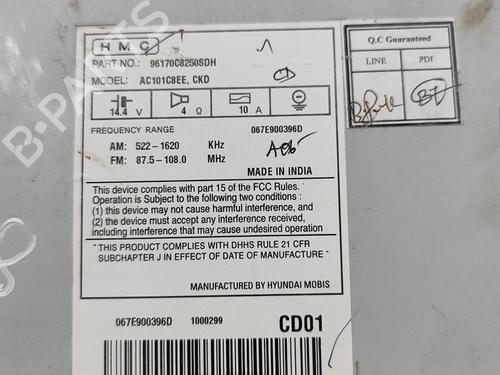 HMC
PART NO.: 96170C8250SDH
MODEL: AC101C8EE, CKD
CD
14.4 V 4 Ω 10 A
FREQUENCY RANGE 067E900396D
AM: 522-1620 KHz
FM: 87.5-108.0 MHz
MADE IN INDIA
This device complies with part 15 of the FCC Rules.
Operation is Subject to the following two conditions :
(1) this device may not cause harmful interference, and
(2) the device must accept any interference received,
including interference that may cause undesired operation
" THIS PRODUCT COMPLIES WITH DHHS RULE 21 CFR
SUBCHAPTER J IN EFFECT OF DATE OF MANUFACTURE "
MANUFACTURED BY HYUNDAI MOBIS
067E900396D 1000299 CD01
Q.C Guaranteed
LINE PDI
B-PARTS